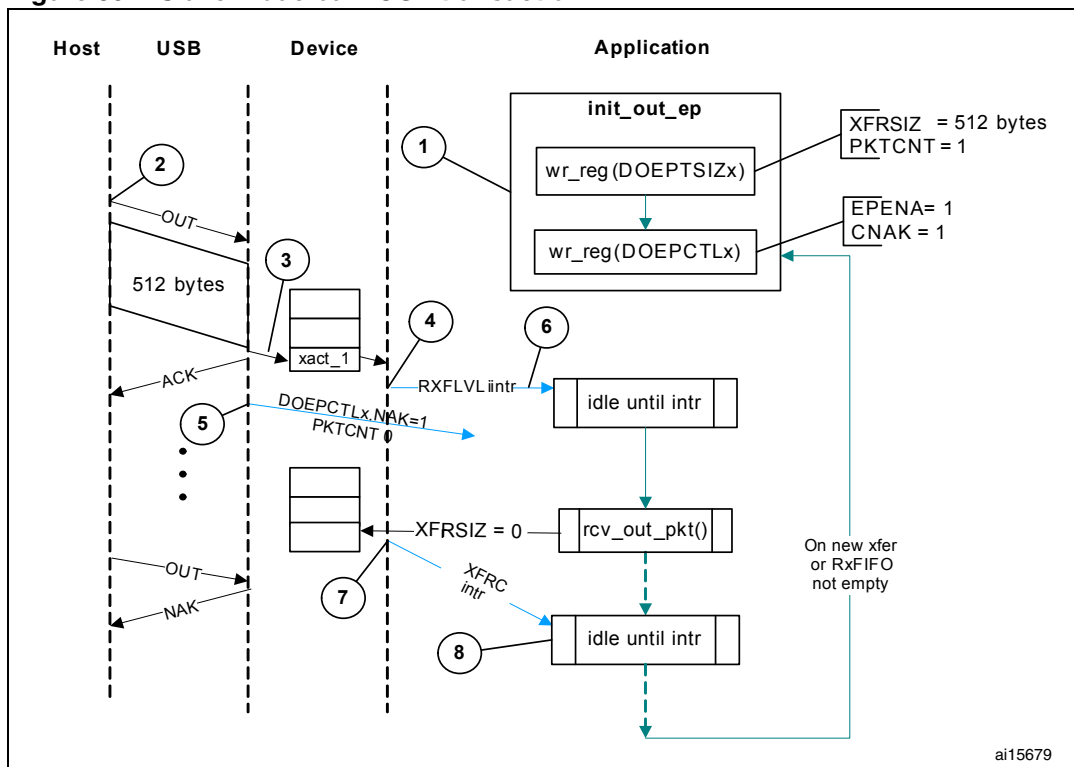 Host USB Device Application
init_out_ep
XFRSIZ = 512 bytes
PKTCNT = 1
1
wr_reg(DOEPTSIZx)
2
OUT
EPENA= 1
CNAK = 1
wr_reg(DOEPCTLx)
3
512 bytes
4
6
xact_1
ACK
RXFLVL iintr
idle until intr
DOEPCTLx.NAK=1
PKTCNT 0
5
XFRSIZ = 0
rcv_out_pkt()
On new xfer
or RxFIFO
not empty
OUT
XFRC
intr
7
NAK
idle until intr
8
ai15679